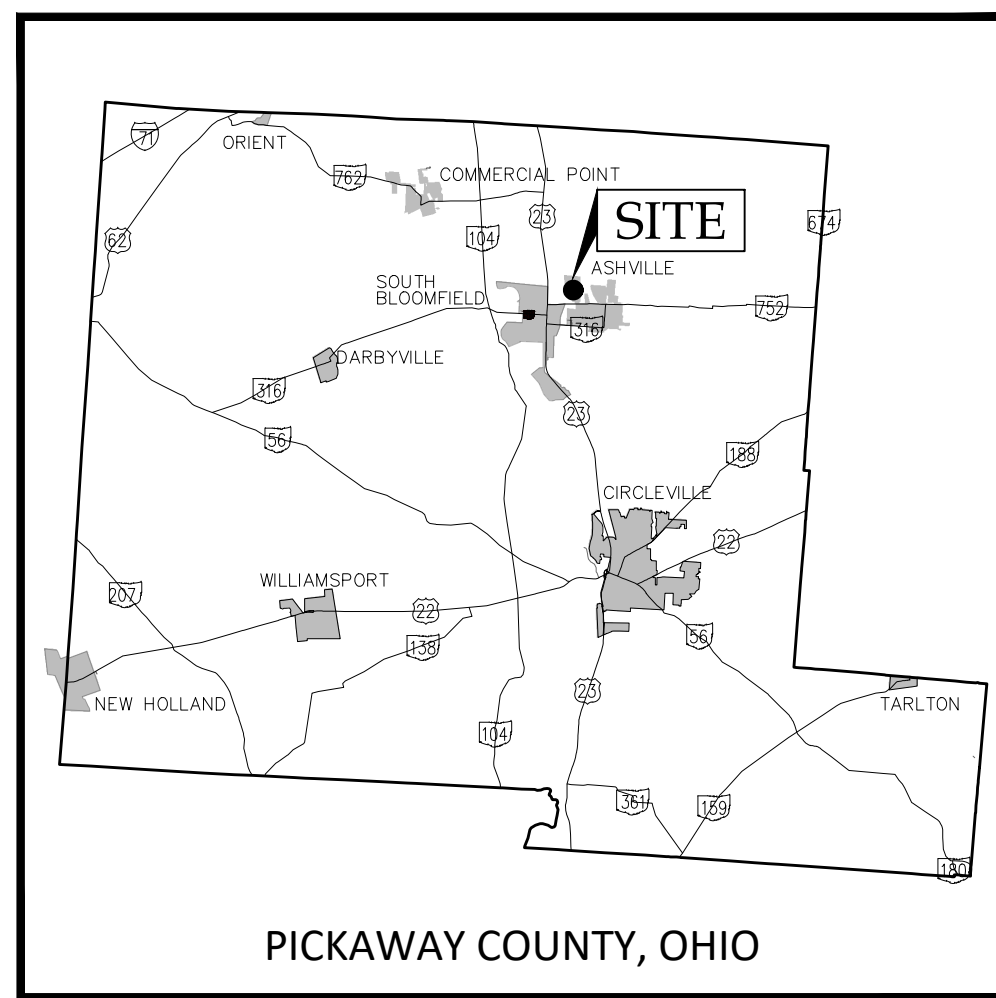 71
ORIENT
762
COMMERCIAL POINT
62
104
23
SITE
674
ASHVILLE
SOUTH
BLOOMFIELD
752
316
DARBYVILLE
316
23
56
188
CIRCLEVILLE
22
WILLIAMSPORT
207
22
138
56
23
NEW HOLLAND
TARLTON
104
361
159
180
PICKAWAY COUNTY, OHIO